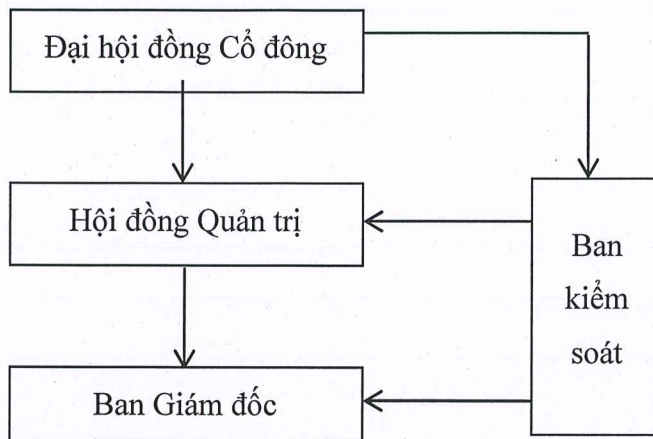 Đại hội đồng Cổ đông
Hội đồng Quản trị
Ban
kiểm
soát
Ban Giám đốc